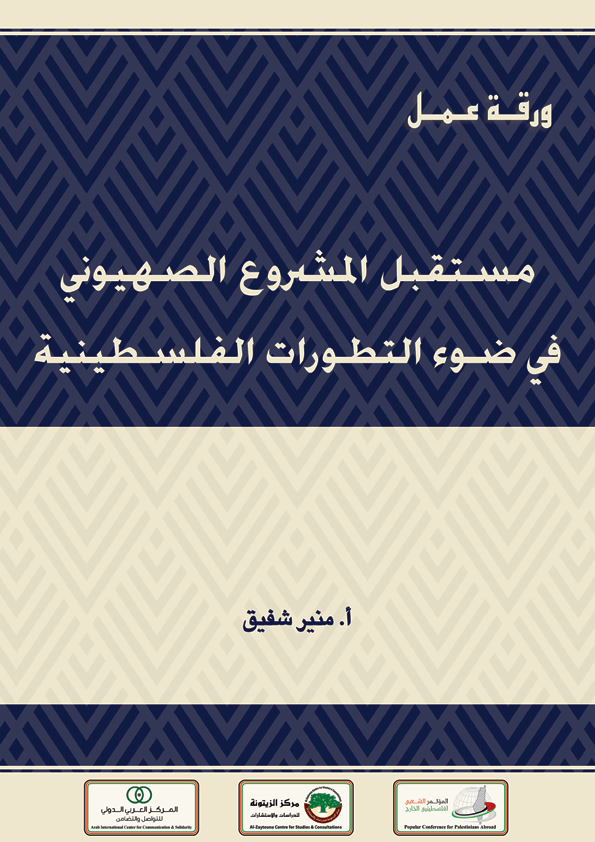 ورقة عمل
مستقبل المشروع الصهيوني
في ضوء التطورات الفلسطينية
أ. منير شفيق
المؤتمر الشعبي
لفلسطينيي الخارج
Popular Conference for Palestinians Abroad
مركز الزيتونة
للدراسات والاستشارات
Al-Zaytouna Centre for Studies & Consultations
المركز العربي الدولي
للتواصل والتضامن
Arab International Center for Communication & Solidarity